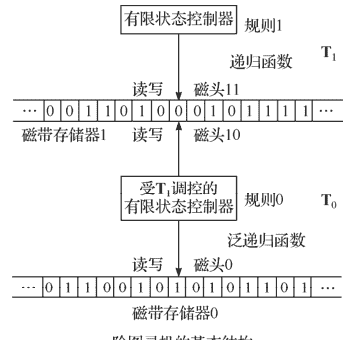 有限状态控制器 规则1
递归函数 T1
读写 磁头11
… 0 0 1 1 0 1 0 0 0 1 0 1 1 1 1 …
磁带存储器1 读写 磁头10
受T1调控的
有限状态控制器 规则0 T0
泛递归函数
读写 磁头0
… 0 1 1 0 0 1 0 1 0 1 0 1 1 0 1 …
磁带存储器0